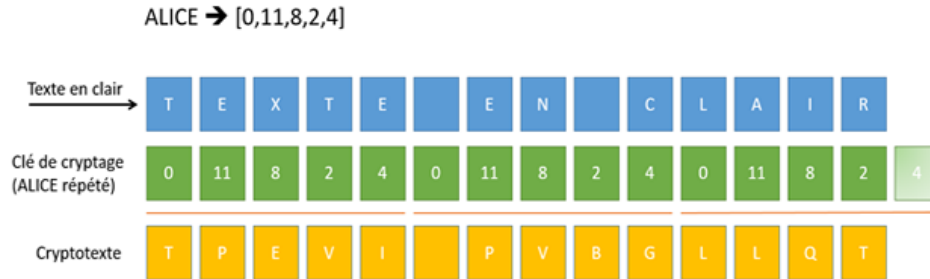 ALICE ➔ [0,11,8,2,4]
Texte en clair T E X T E E N C L A I R
Clé de cryptage
(ALICE répété) 0 11 8 2 4 0 11 8 2 4 0 11 8 2 4
Cryptotexte T P E V I P V B G L L Q T